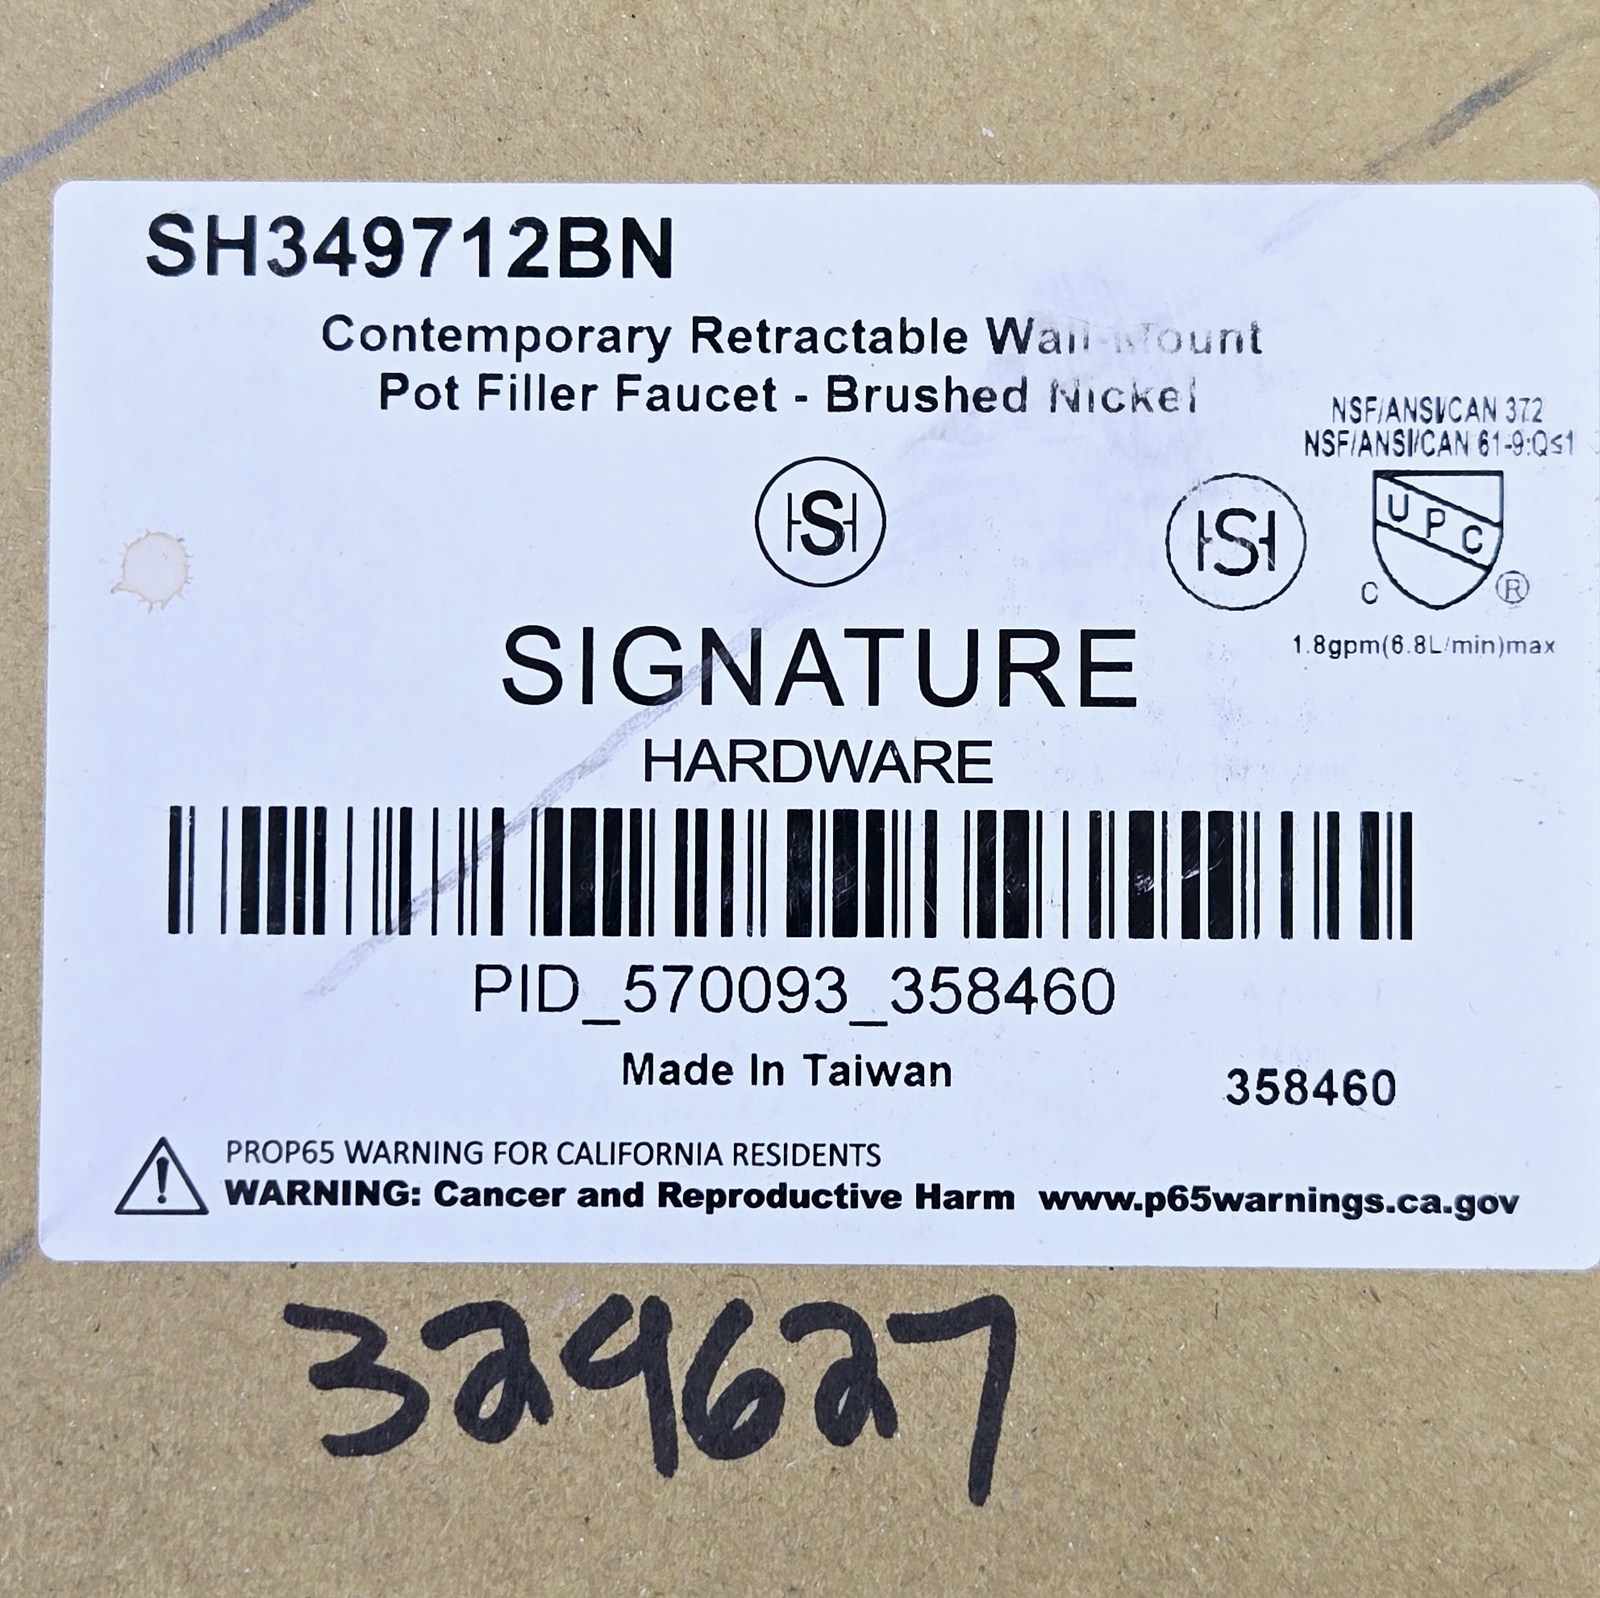 SH349712BN
Contemporary Retractable Wall-Mount
Pot Filler Faucet - Brushed Nickel
NSF/ANSI/CAN 372
NSF/ANSI/CAN 61-9:Q≤1
HS
HS
UPC
C
®
1.8gpm(6.8L/min)max
SIGNATURE
HARDWARE
PID_570093_358460
Made In Taiwan
358460
PROP65 WARNING FOR CALIFORNIA RESIDENTS
WARNING: Cancer and Reproductive Harm www.p65warnings.ca.gov
329627